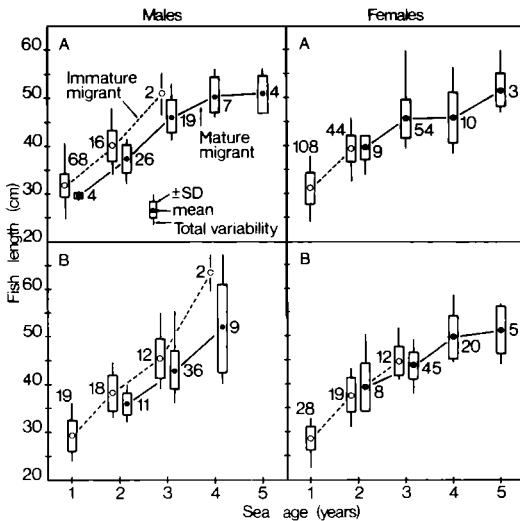 Males Females
A A
60
50
40
30
20
Immature migrant
Mature migrant
68 16 2
4 26 19 7 4
±SD
mean
Total variability
108 44 9 54 10 3
Fish length (cm)
B B
60
50
40
30
20
19 18 12 2
11 36 9
28 19 8 12 45 20 5
1 2 3 4 5 1 2 3 4 5
Sea age (years)